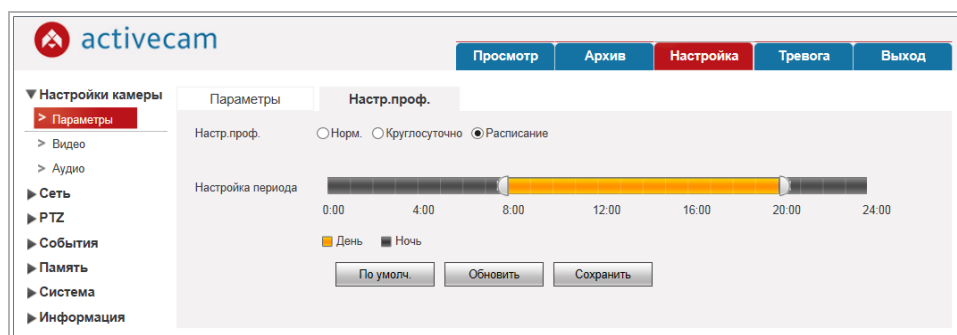 activecam
Просмотр Архив Настройка Тревога Выход
Настройки камеры
> Параметры
> Видео
> Аудио
Сеть
PTZ
События
Память
Система
Информация
Параметры Настр.проф.
Настр.проф. Норм. Круглосуточно Расписание
Настройка периода
0:00 4:00 8:00 12:00 16:00 20:00 24:00
День Ночь
По умолч. Обновить Сохранить